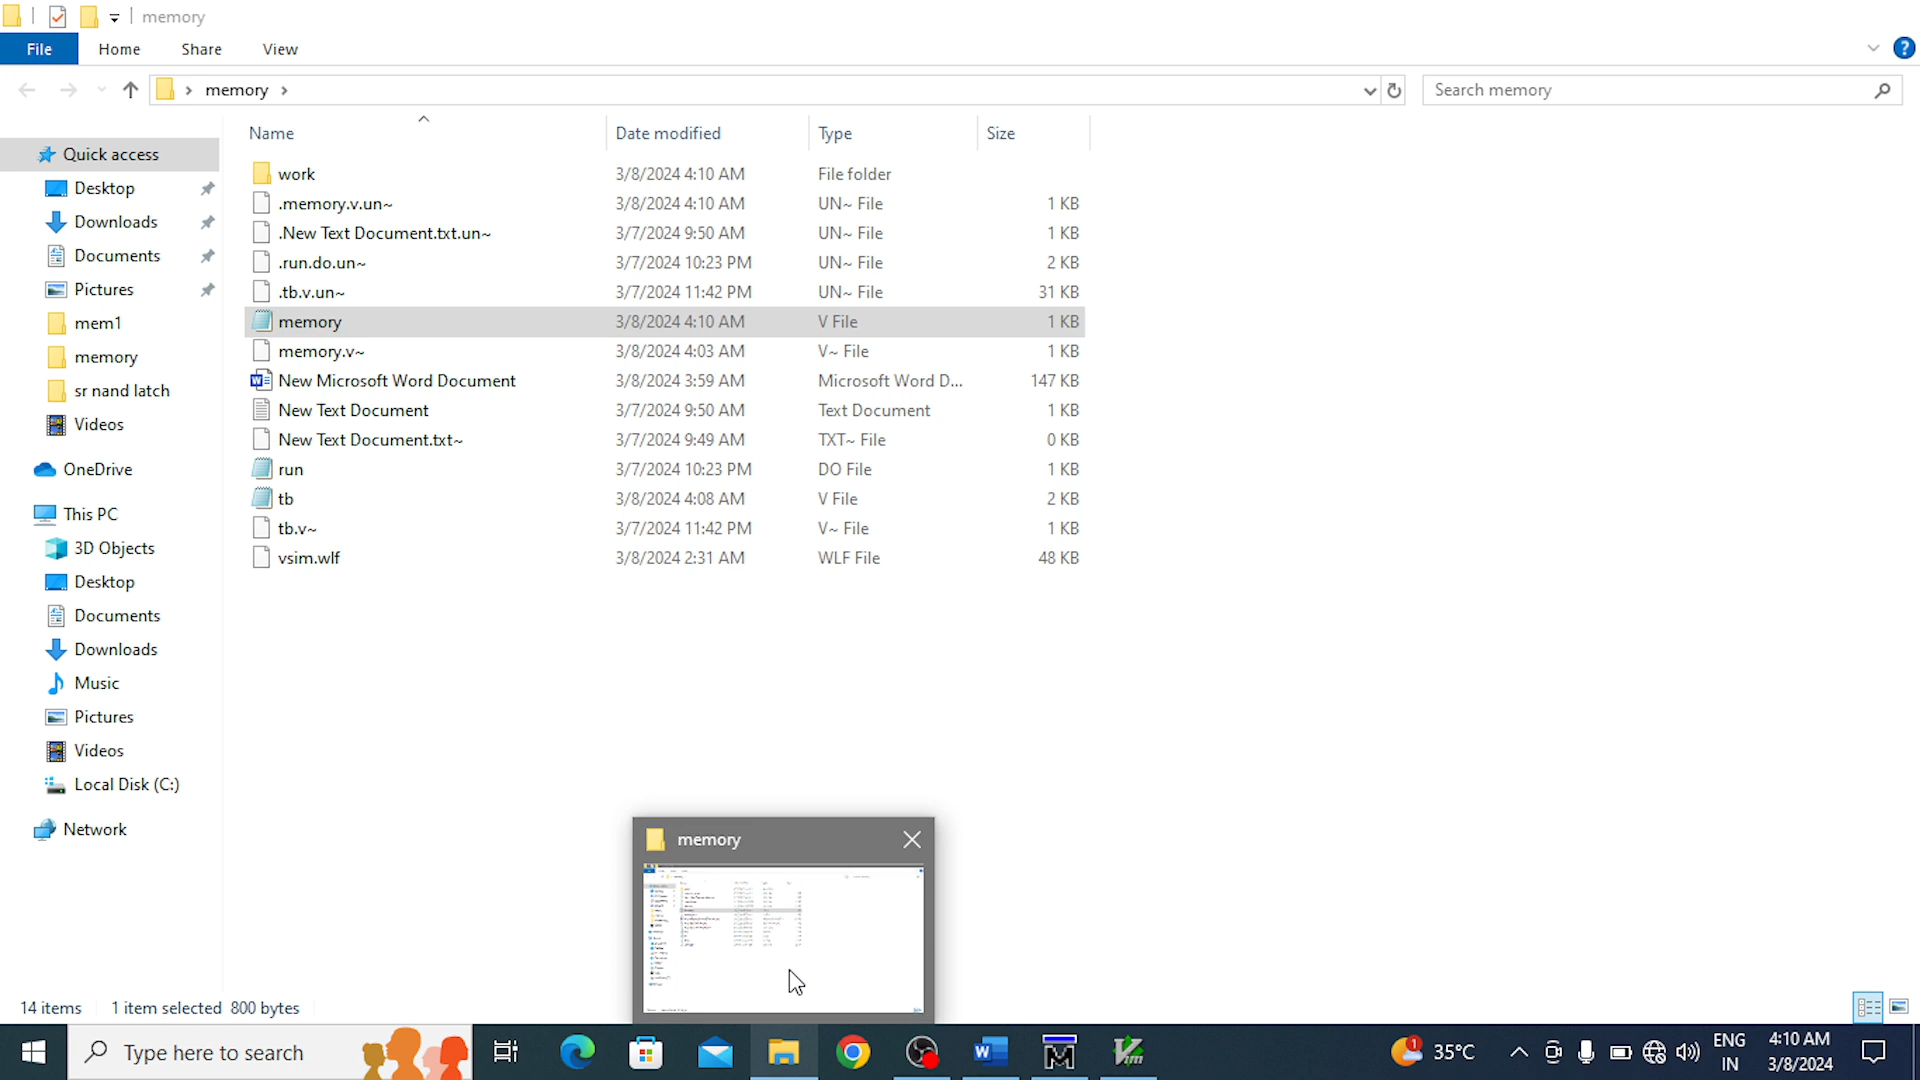 memory
File Home Share View
memory
Search memory
Name Date modified Type Size
Quick access
Desktop
Downloads
Documents
Pictures
mem1
memory
sr nand latch
Videos
OneDrive
This PC
3D Objects
Desktop
Documents
Downloads
Music
Pictures
Videos
Local Disk (C:)
Network
work 3/8/2024 4:10 AM File folder
.memory.v.un~ 3/8/2024 4:10 AM UN~ File 1 KB
.New Text Document.txt.un~ 3/7/2024 9:50 AM UN~ File 1 KB
.run.do.un~ 3/7/2024 10:23 PM UN~ File 2 KB
.tb.v.un~ 3/7/2024 11:42 PM UN~ File 31 KB
memory 3/8/2024 4:10 AM V File 1 KB
memory.v~ 3/8/2024 4:03 AM V~ File 1 KB
New Microsoft Word Document 3/8/2024 3:59 AM Microsoft Word D... 147 KB
New Text Document 3/7/2024 9:50 AM Text Document 1 KB
New Text Document.txt~ 3/7/2024 9:49 AM TXT~ File 0 KB
run 3/7/2024 10:23 PM DO File 1 KB
tb 3/8/2024 4:08 AM V File 2 KB
tb.v~ 3/7/2024 11:42 PM V~ File 1 KB
vsim.wlf 3/8/2024 2:31 AM WLF File 48 KB
memory
14 items 1 item selected 800 bytes
Type here to search
1 35°C
ENG
IN
4:10 AM
3/8/2024